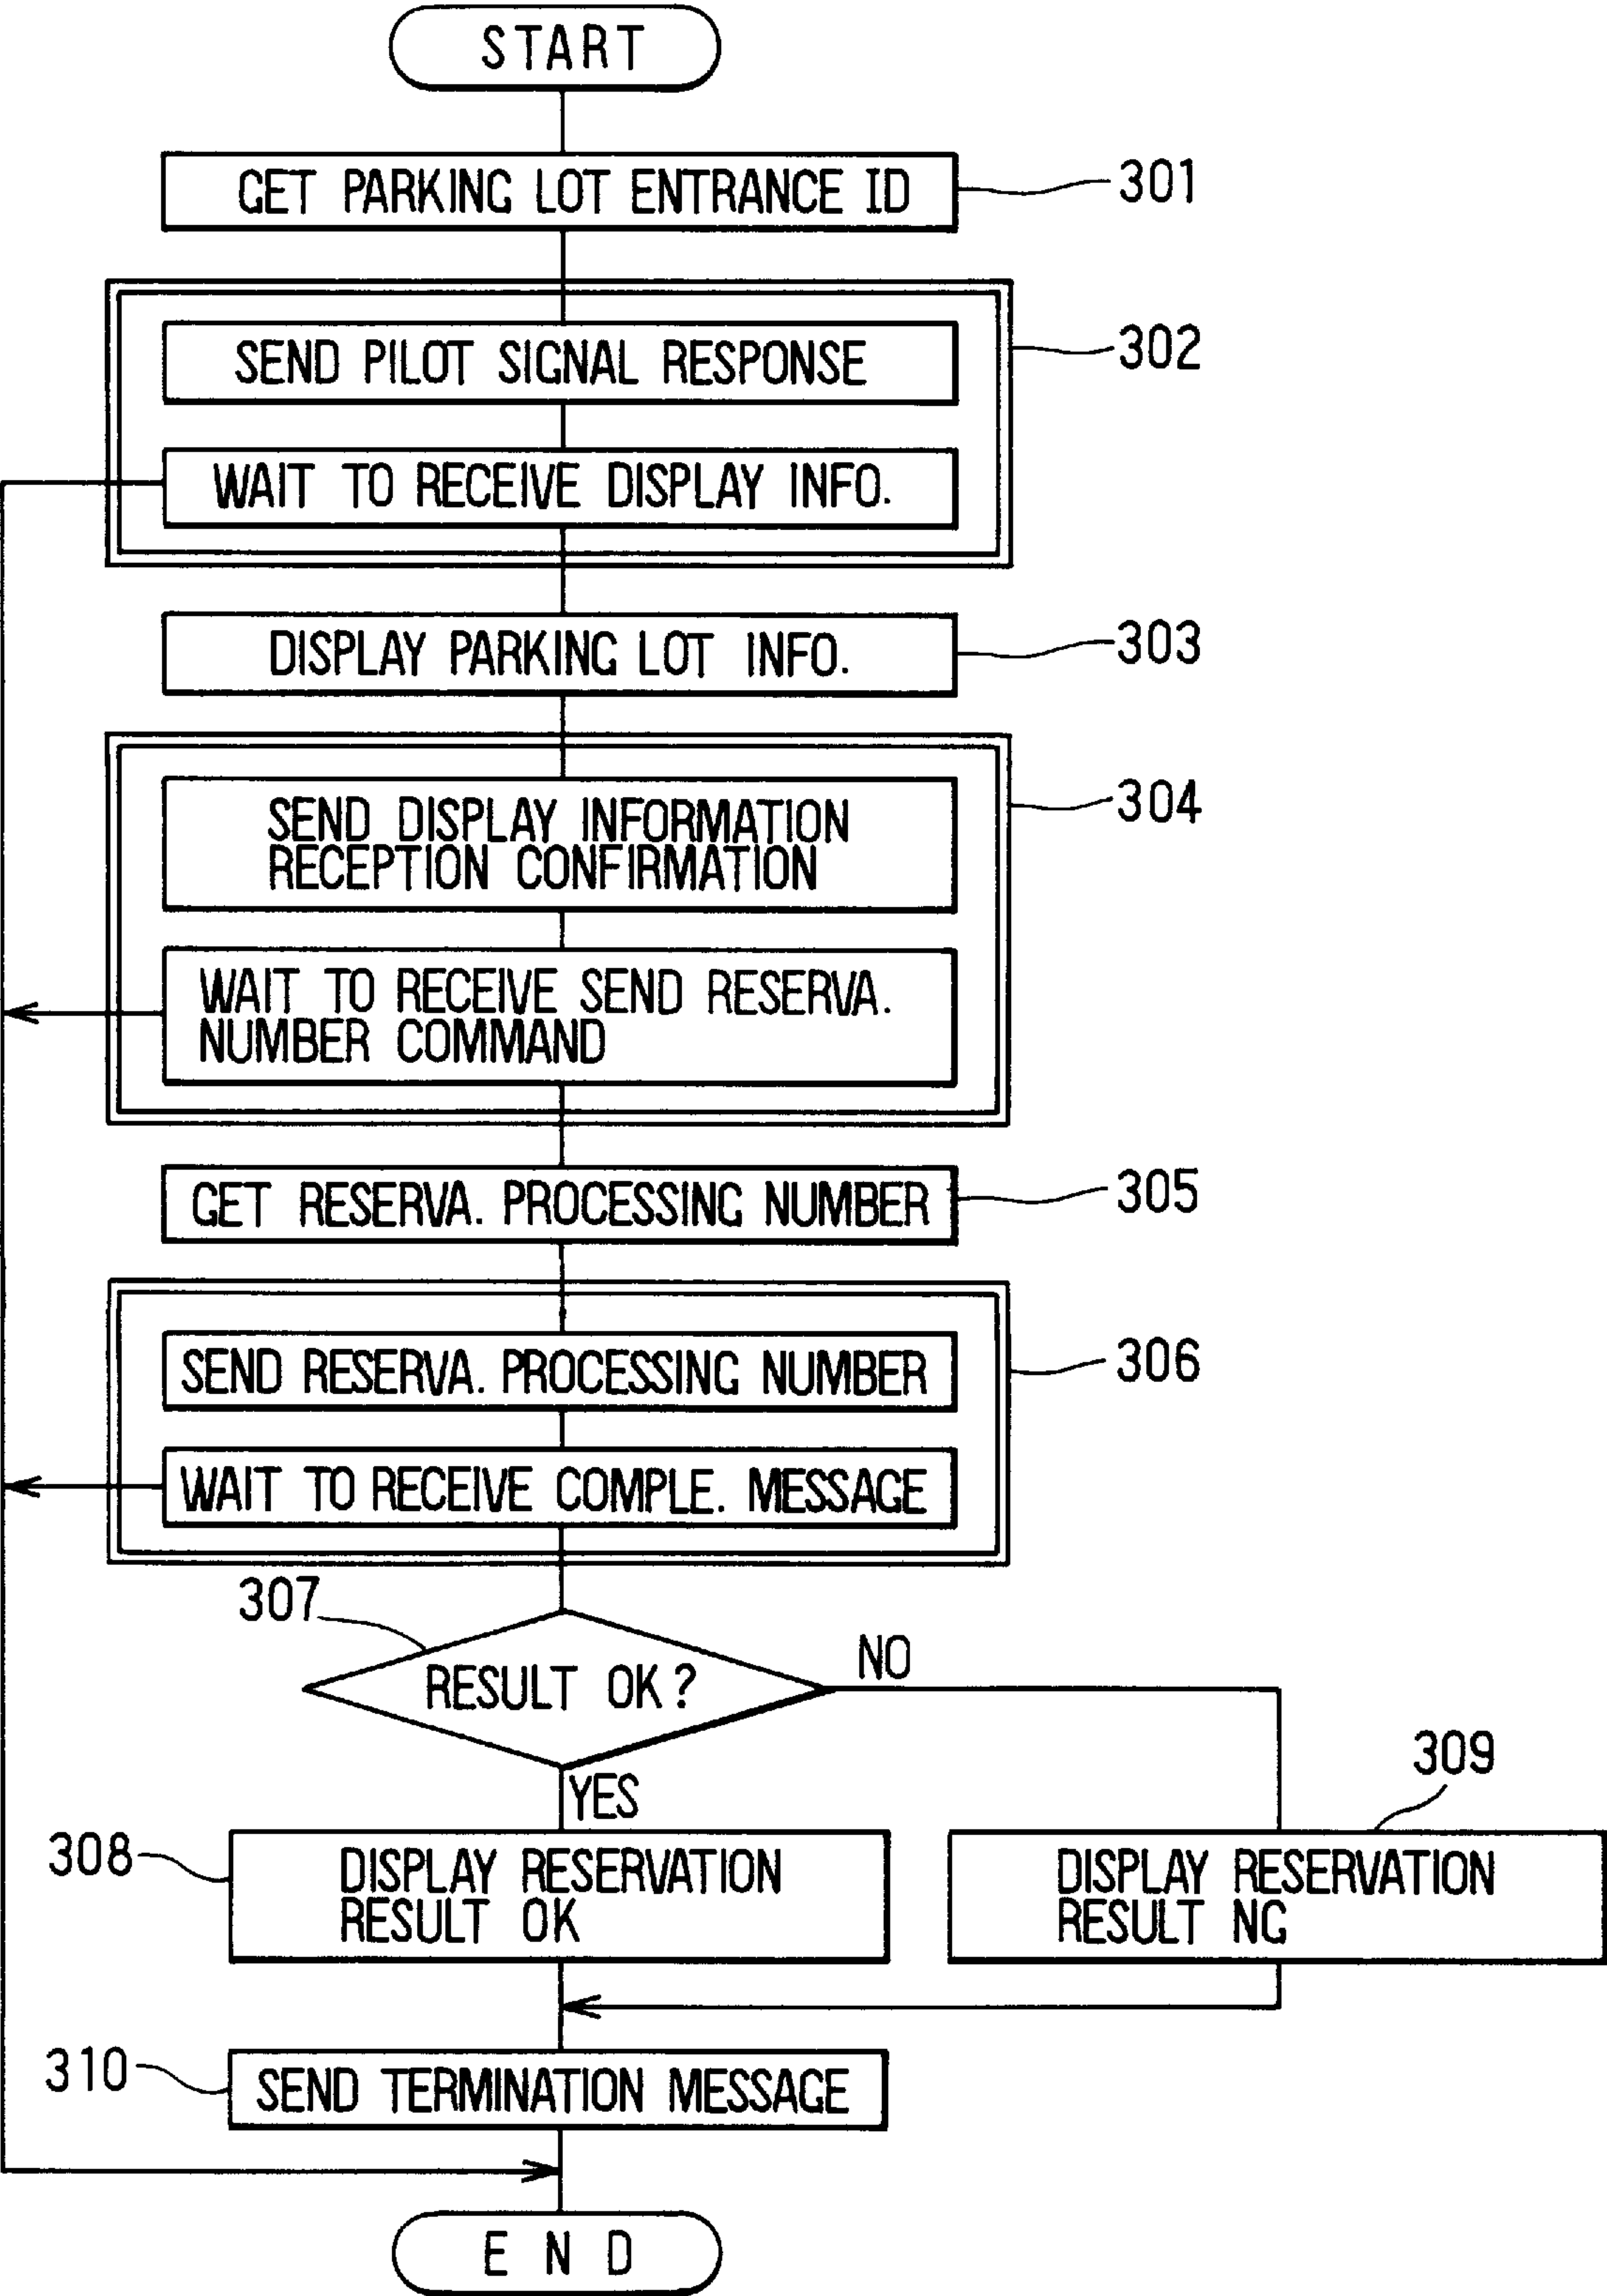 START
GET PARKING LOT ENTRANCE ID
301
SEND PILOT SIGNAL RESPONSE
302
WAIT TO RECEIVE DISPLAY INFO.
DISPLAY PARKING LOT INFO.
303
SEND DISPLAY INFORMATION
RECEPTION CONFIRMATION
304
WAIT TO RECEIVE SEND RESERVA.
NUMBER COMMAND
GET RESERVA. PROCESSING NUMBER
305
SEND RESERVA. PROCESSING NUMBER
306
WAIT TO RECEIVE COMPLE. MESSAGE
307
RESULT OK?
NO
YES
308
DISPLAY RESERVATION
RESULT OK
309
DISPLAY RESERVATION
RESULT NG
310
SEND TERMINATION MESSAGE
END